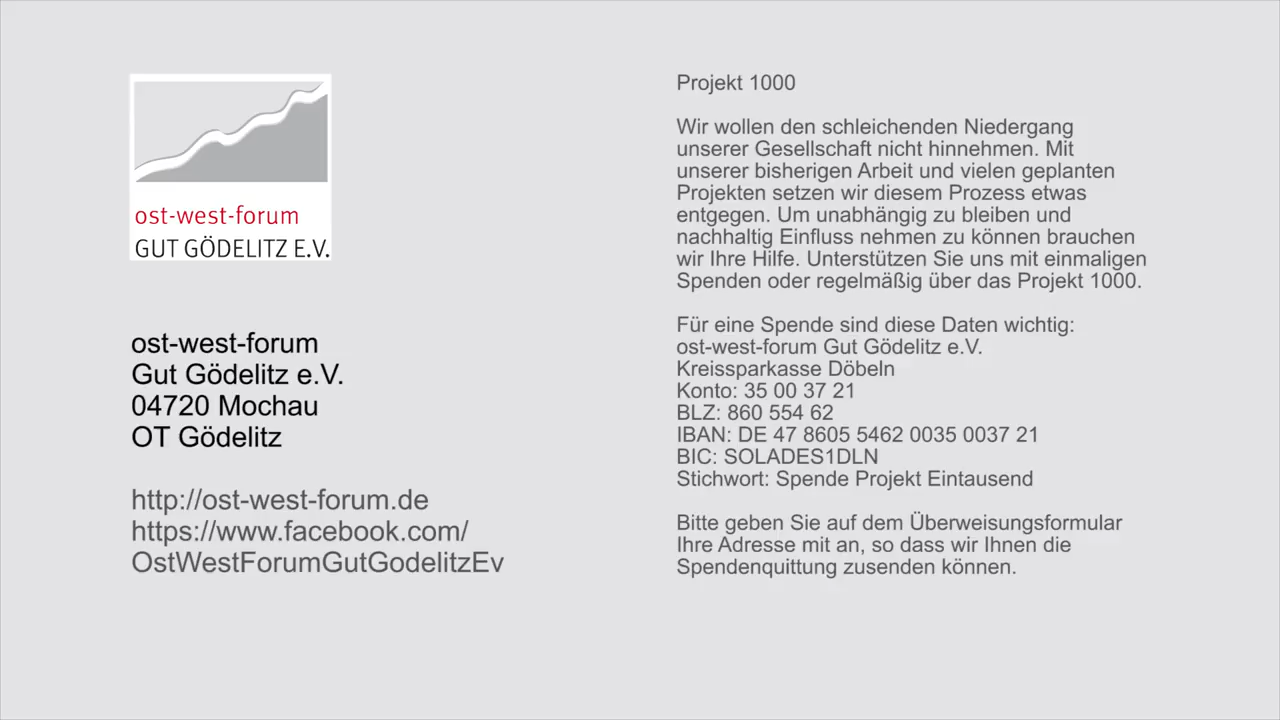 ost-west-forum
GUT GÖDELITZ E.V.
ost-west-forum
Gut Gödelitz e.V.
04720 Mochau
OT Gödelitz
http://ost-west-forum.de
https://www.facebook.com/
OstWestForumGutGodelitzEv
Projekt 1000
Wir wollen den schleichenden Niedergang
unserer Gesellschaft nicht hinnehmen. Mit
unserer bisherigen Arbeit und vielen geplanten
Projekten setzen wir diesem Prozess etwas
entgegen. Um unabhängig zu bleiben und
nachhaltig Einfluss nehmen zu können brauchen
wir Ihre Hilfe. Unterstützen Sie uns mit einmaligen
Spenden oder regelmäßig über das Projekt 1000.
Für eine Spende sind diese Daten wichtig:
ost-west-forum Gut Gödelitz e.V.
Kreissparkasse Döbeln
Konto: 35 00 37 21
BLZ: 860 554 62
IBAN: DE 47 8605 5462 0035 0037 21
BIC: SOLADES1DLN
Stichwort: Spende Projekt Eintausend
Bitte geben Sie auf dem Überweisungsformular
Ihre Adresse mit an, so dass wir Ihnen die
Spendenquittung zusenden können.